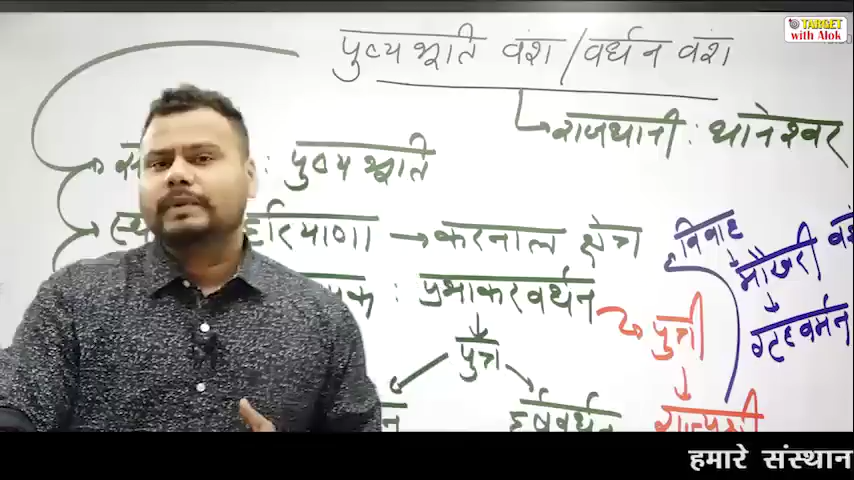 TARGET
with Alok
पुष्यभूति वंश / वर्धन वंश
राजधानी : थानेश्वर
: पुष्यभूति
हरियाणा → करनाल क्षेत्र
विवाह
मौखरी वंश
: प्रभाकरवर्धन
पुत्री
गृहवर्मन
पुत्र
हर्षवर्धन
राज्यश्री
हमारे संस्थान